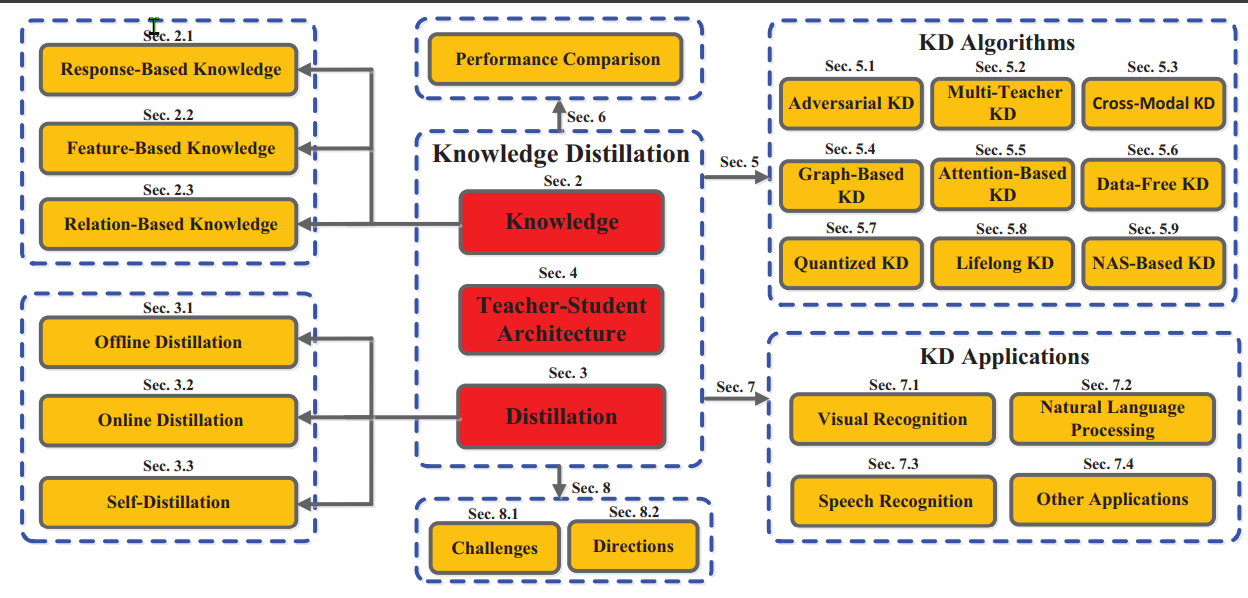 Sec. 2.1
Response-Based Knowledge
Sec. 2.2
Feature-Based Knowledge
Sec. 2.3
Relation-Based Knowledge
Sec. 3.1
Offline Distillation
Sec. 3.2
Online Distillation
Sec. 3.3
Self-Distillation
Performance Comparison
Sec. 6
Knowledge Distillation
Sec. 2
Knowledge
Sec. 4
Teacher-Student
Architecture
Sec. 3
Distillation
Sec. 8
Sec. 8.1
Challenges
Sec. 8.2
Directions
Sec. 5
KD Algorithms
Sec. 5.1
Adversarial KD
Sec. 5.2
Multi-Teacher
KD
Sec. 5.3
Cross-Modal KD
Sec. 5.4
Graph-Based
KD
Sec. 5.5
Attention-Based
KD
Sec. 5.6
Data-Free KD
Sec. 5.7
Quantized KD
Sec. 5.8
Lifelong KD
Sec. 5.9
NAS-Based KD
Sec. 7
KD Applications
Sec. 7.1
Visual Recognition
Sec. 7.2
Natural Language
Processing
Sec. 7.3
Speech Recognition
Sec. 7.4
Other Applications